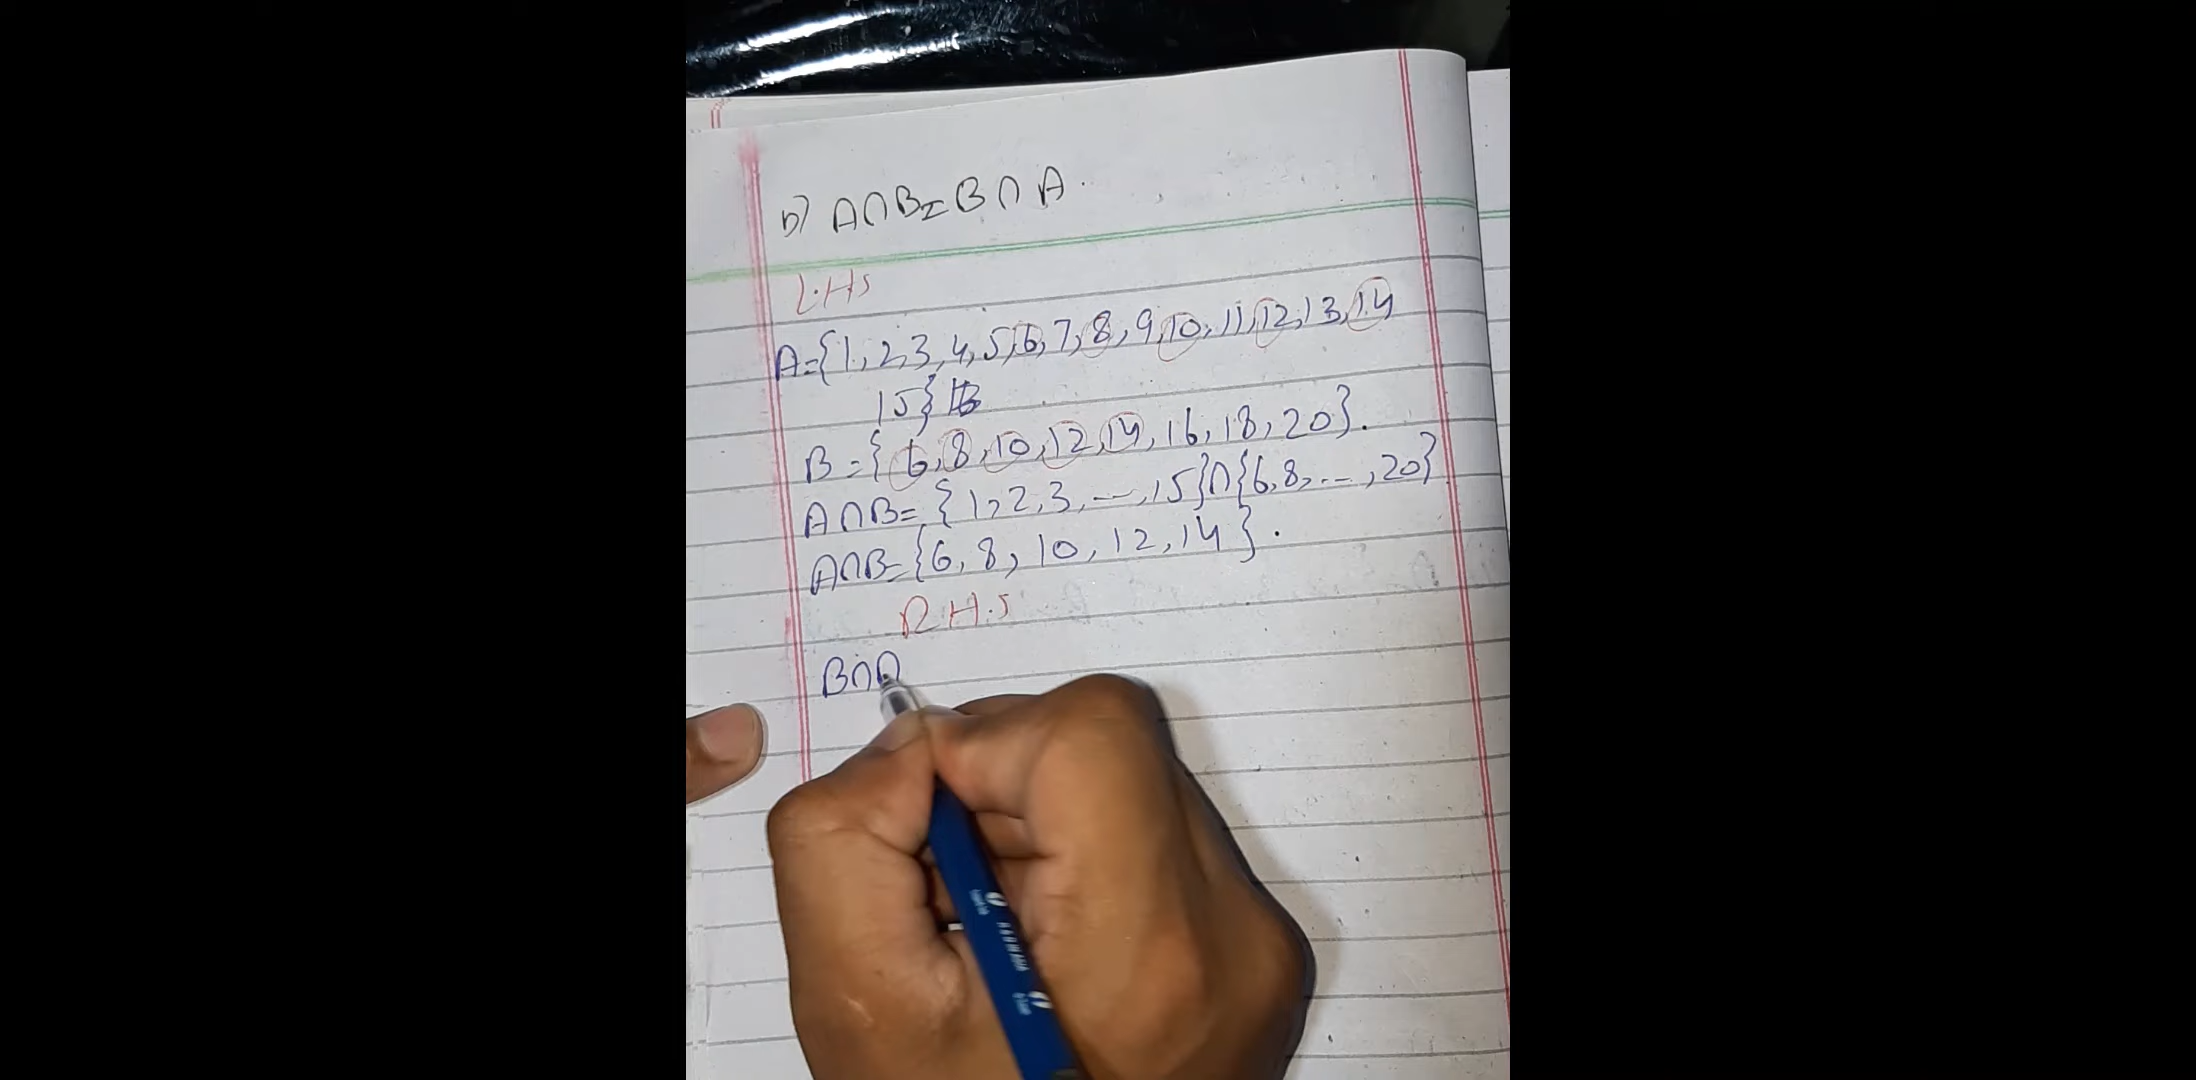 b) A∩B=B∩A.
L.HS
A={1,2,3,4,5,6,7,8,9,10,11,12,13,14
15}
B={6,8,10,12,14,16,18,20}.
A∩B={1,2,3,---,15}∩{6,8,---,20}
A∩B={6,8,10,12,14}.
R.H.S
B∩A